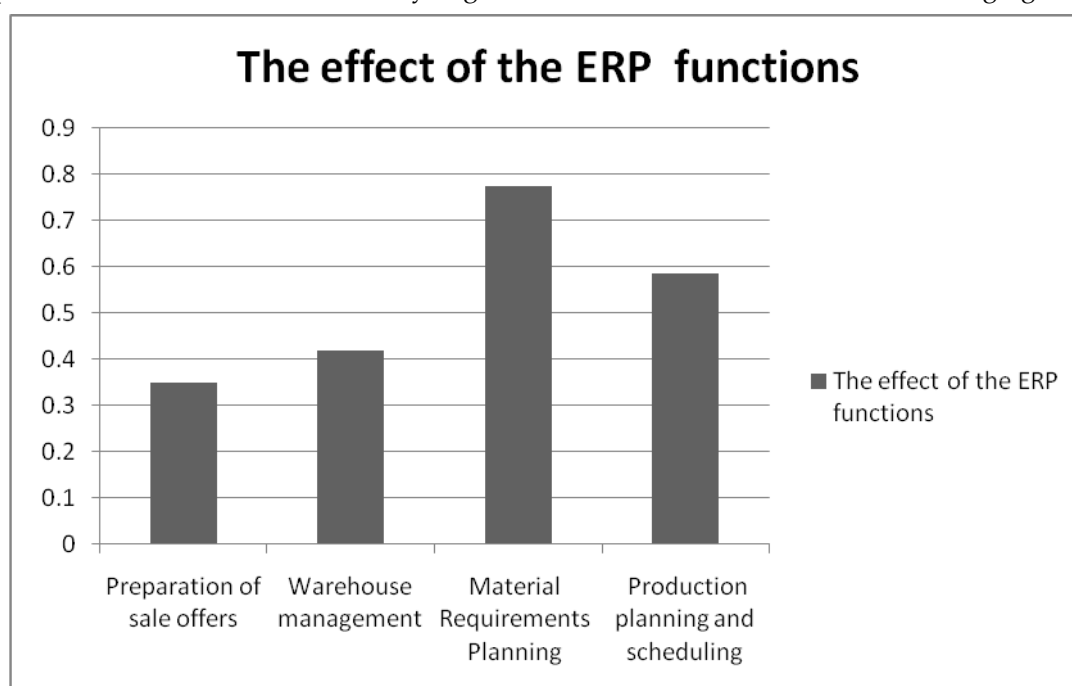 The effect of the ERP functions
0.9
0.8
0.7
0.6
0.5
0.4
0.3
0.2
0.1
0
Preparation of
sale offers
Warehouse
management
Material
Requirements
Planning
Production
planning and
scheduling
The effect of the ERP
functions